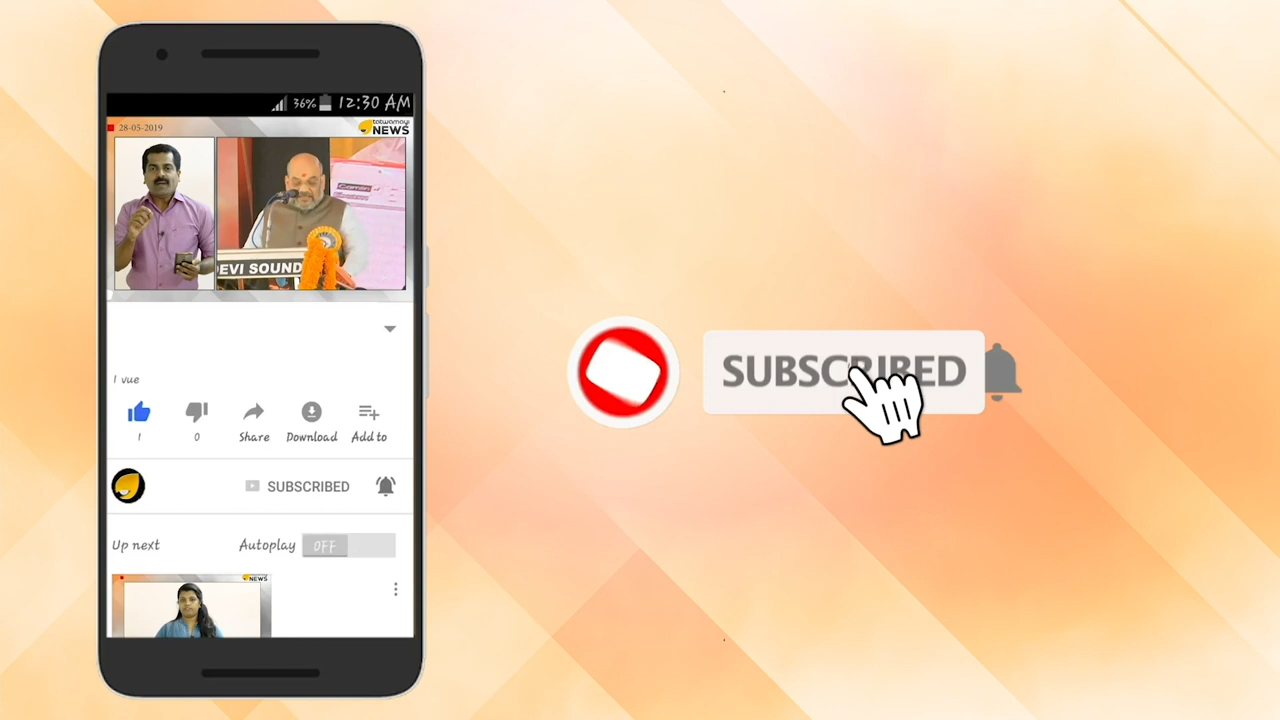 36% 12:30 AM
28-05-2019
tatwamayi
NEWS
DEVI SOUND
1 vue
1
0
Share
Download
Add to
SUBSCRIBED
Up next
Autoplay
OFF
NEWS
SUBSCRIBED